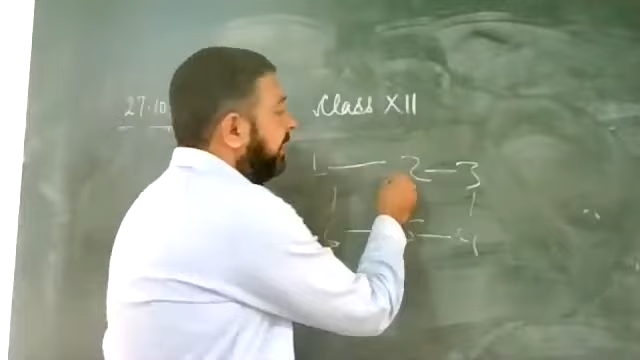 27.10
Class XII
1 — 2 — 3
6 — 5 — 4